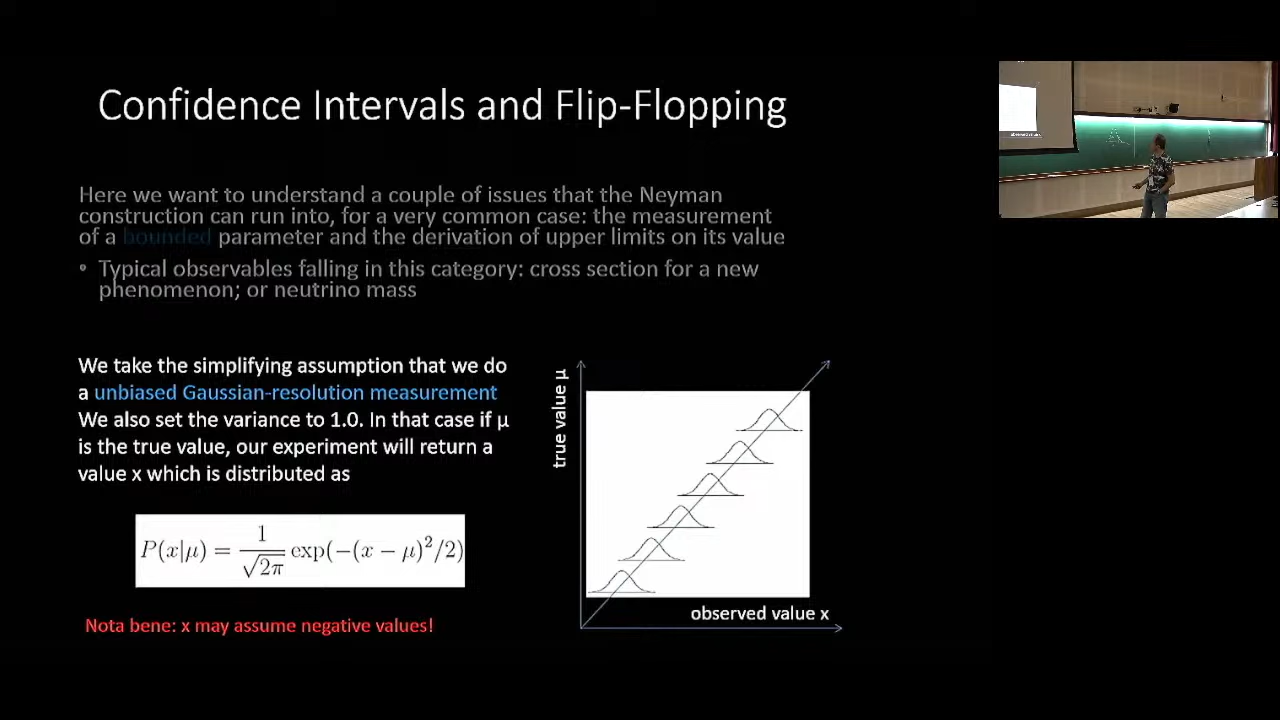 Confidence Intervals and Flip-Flopping
Here we want to understand a couple of issues that the Neyman
construction can run into, for a very common case: the measurement
of a bounded parameter and the derivation of upper limits on its value
• Typical observables falling in this category: cross section for a new
phenomenon; or neutrino mass
We take the simplifying assumption that we do
a unbiased Gaussian-resolution measurement
We also set the variance to 1.0. In that case if μ
is the true value, our experiment will return a
value x which is distributed as
P(x|μ) = 1/√2π exp(−(x − μ)²/2)
Nota bene: x may assume negative values!
true value μ
observed value x